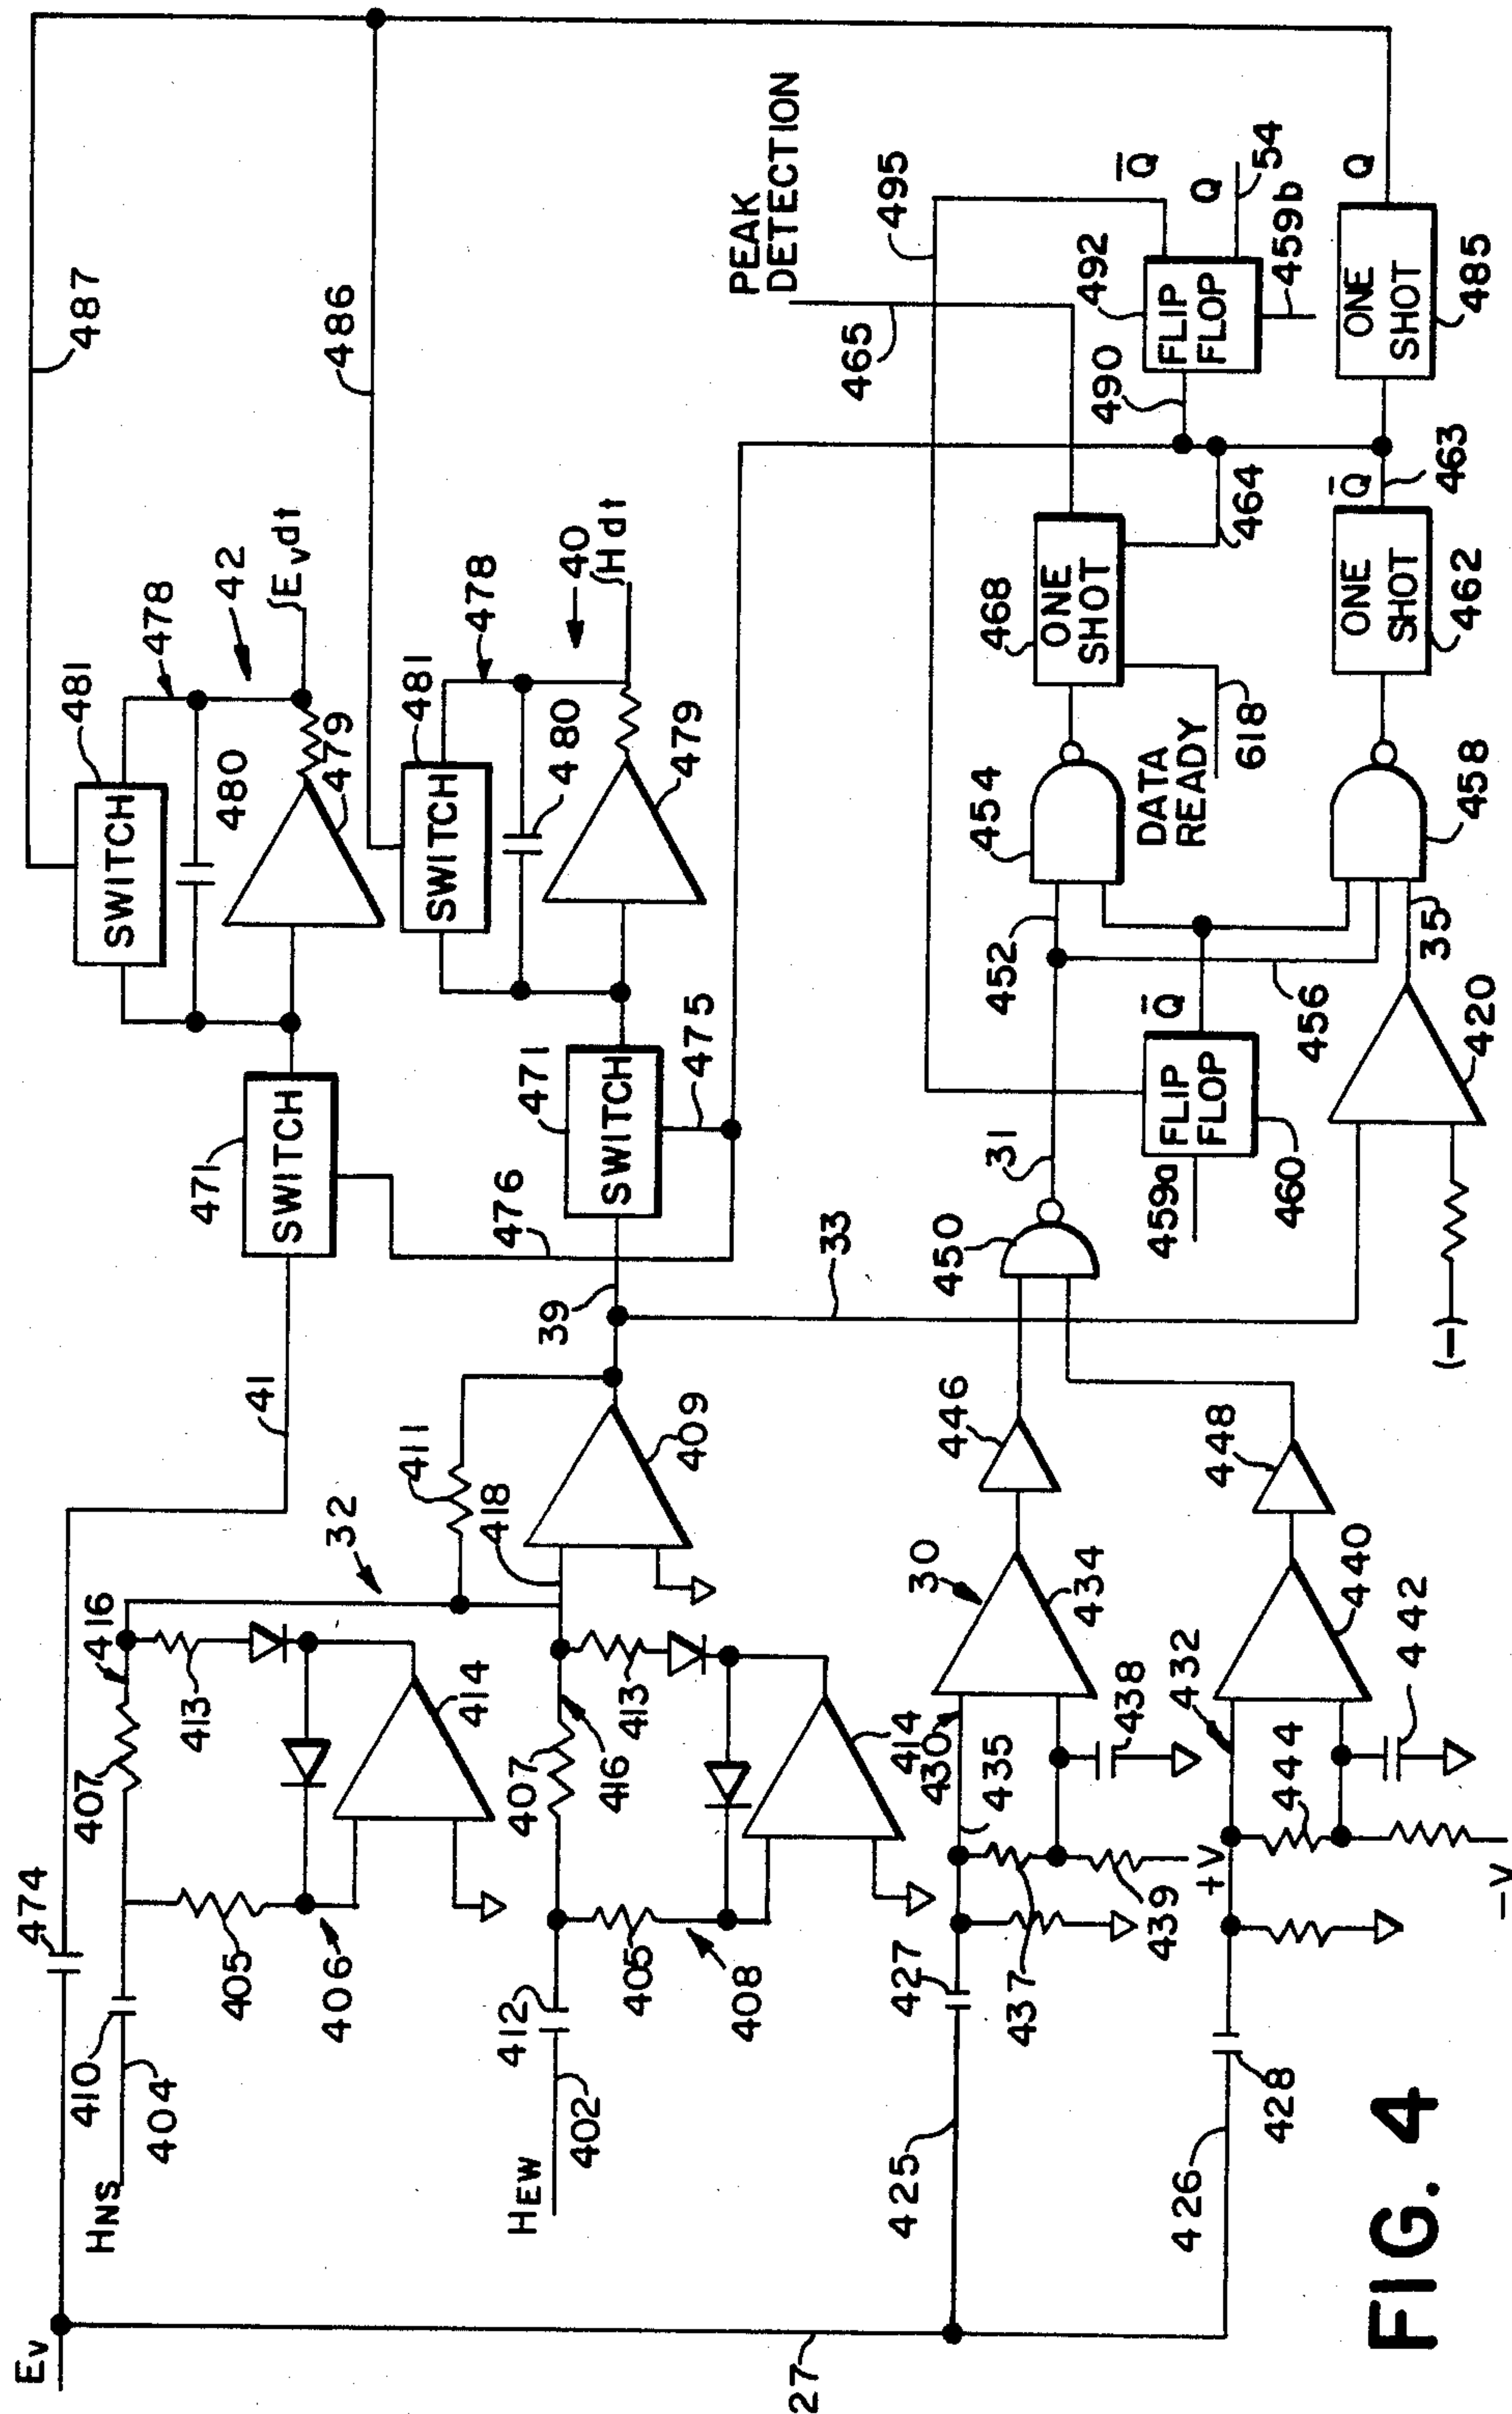 487
486
481
478
42
∫Evdt
SWITCH
480
479
481
478
40
∫Hdt
SWITCH
480
479
471
SWITCH
471
SWITCH
475
476
41
39
33
474
410
404
HNS
Ev
407
416
413
414
405
406
32
411
418
409
412
402
HEW
407
416
413
414
405
408
27
425
427
430
435
437
439
+V
438
30
434
446
426
428
432
444
442
440
448
-V
450
31
452
454
456
458
35
420
(-)
459a
FLIP
FLOP
Q̅
460
DATA
READY
618
468
ONE
SHOT
464
465
PEAK
DETECTION
495
490
492
FLIP
FLOP
Q̅
Q
54
459b
ONE
SHOT
462
Q̅
463
ONE
SHOT
485
Q
FIG. 4